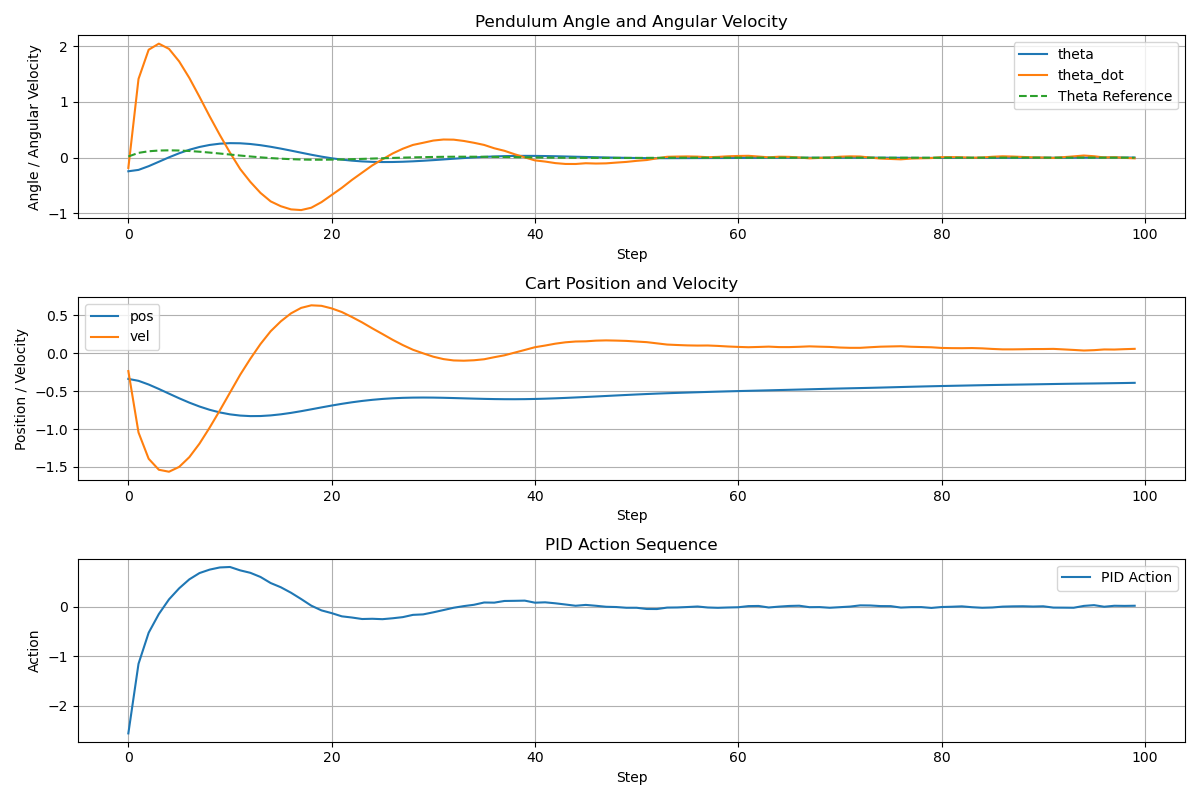 Pendulum Angle and Angular Velocity
Angle / Angular Velocity
2
1
0
−1
theta
theta_dot
Theta Reference
0 20 40 60 80 100
Step
Cart Position and Velocity
Position / Velocity
0.5
0.0
−0.5
−1.0
−1.5
pos
vel
0 20 40 60 80 100
Step
PID Action Sequence
Action
0
−1
−2
PID Action
0 20 40 60 80 100
Step